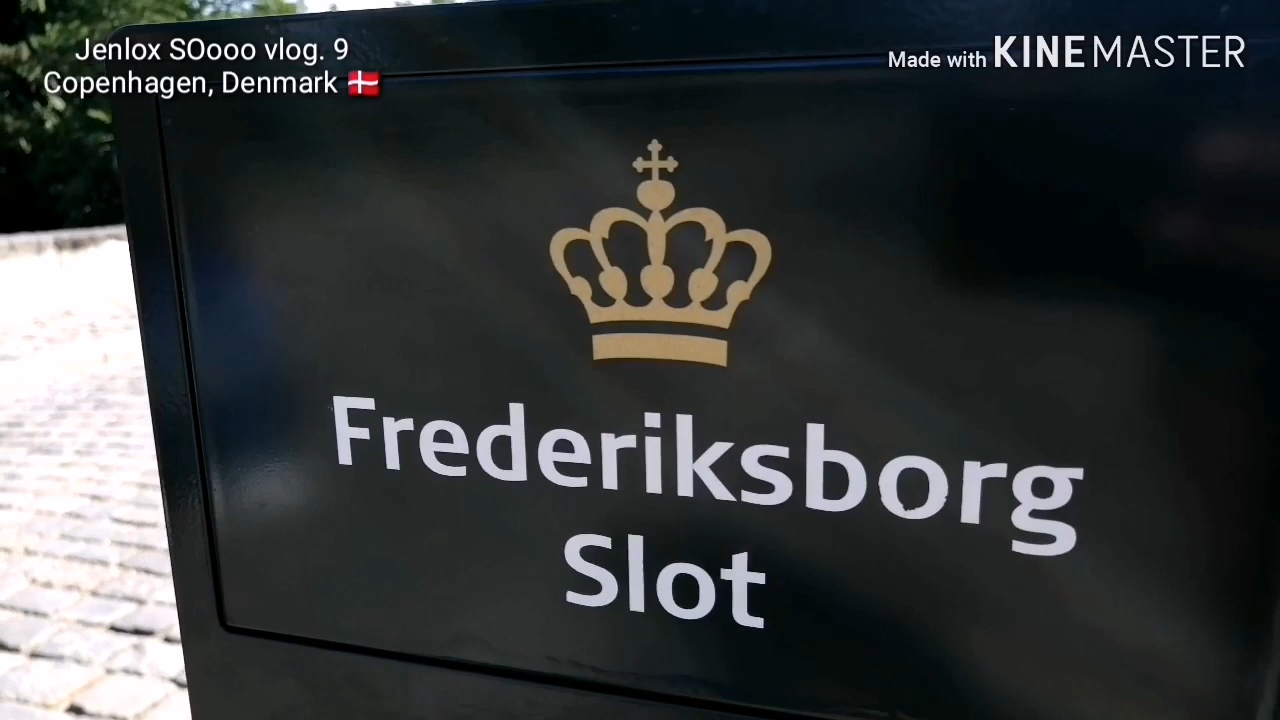 Jenlox SOooo vlog. 9
Copenhagen, Denmark 🇩🇰
Made with KINEMASTER
Frederiksborg
Slot